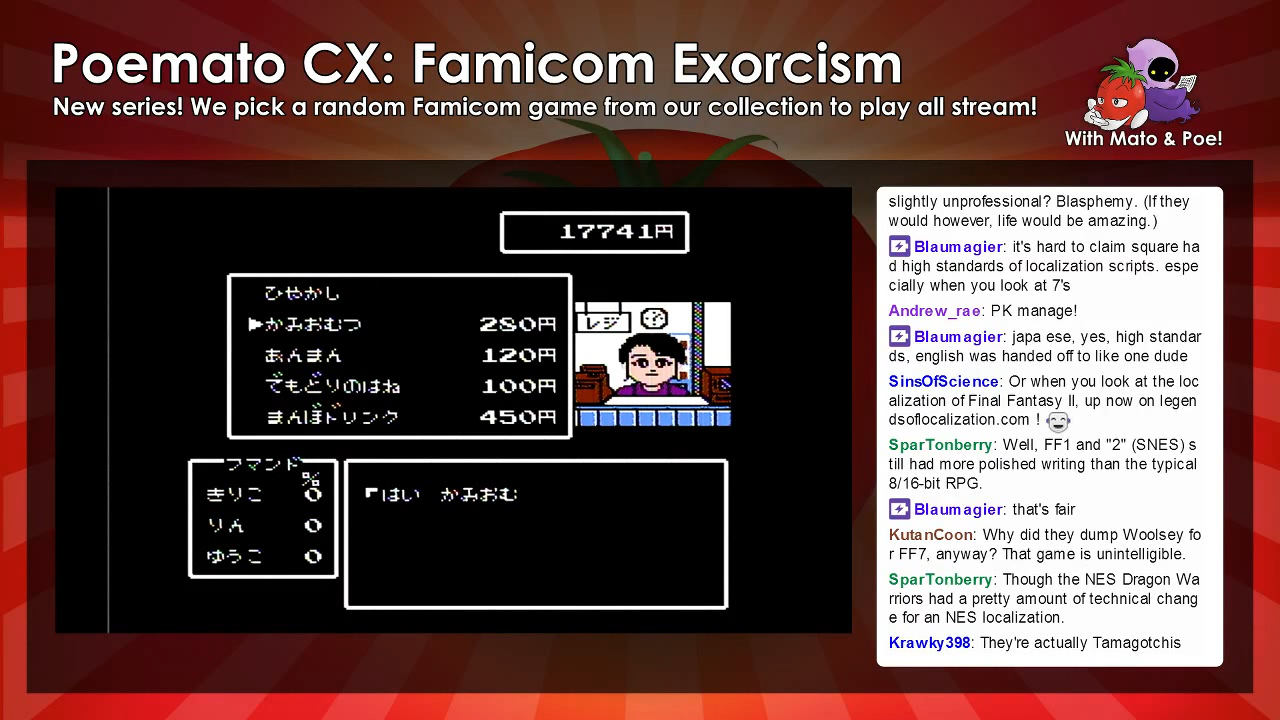 Poemato CX: Famicom Exorcism
New series! We pick a random Famicom game from our collection to play all stream!
With Mato & Poe!
17741円
ひやかし
▶かみおむつ 280円
あんまん 120円
でもどりのはね 100円
まんぼドリンク 450円
レジ
コマンド
%
きりこ 0
りん 0
ゆうこ 0
「はい かみおむ
slightly unprofessional? Blasphemy. (If they
would however, life would be amazing.)
Blaumagier: it's hard to claim square ha
d high standards of localization scripts. espe
cially when you look at 7's
Andrew_rae: PK manage!
Blaumagier: japa ese, yes, high standar
ds, english was handed off to like one dude
SinsOfScience: Or when you look at the loc
alization of Final Fantasy II, up now on legen
dsoflocalization.com !
SparTonberry: Well, FF1 and "2" (SNES) s
till had more polished writing than the typical
8/16-bit RPG.
Blaumagier: that's fair
KutanCoon: Why did they dump Woolsey fo
r FF7, anyway? That game is unintelligible.
SparTonberry: Though the NES Dragon Wa
rriors had a pretty amount of technical chang
e for an NES localization.
Krawky398: They're actually Tamagotchis